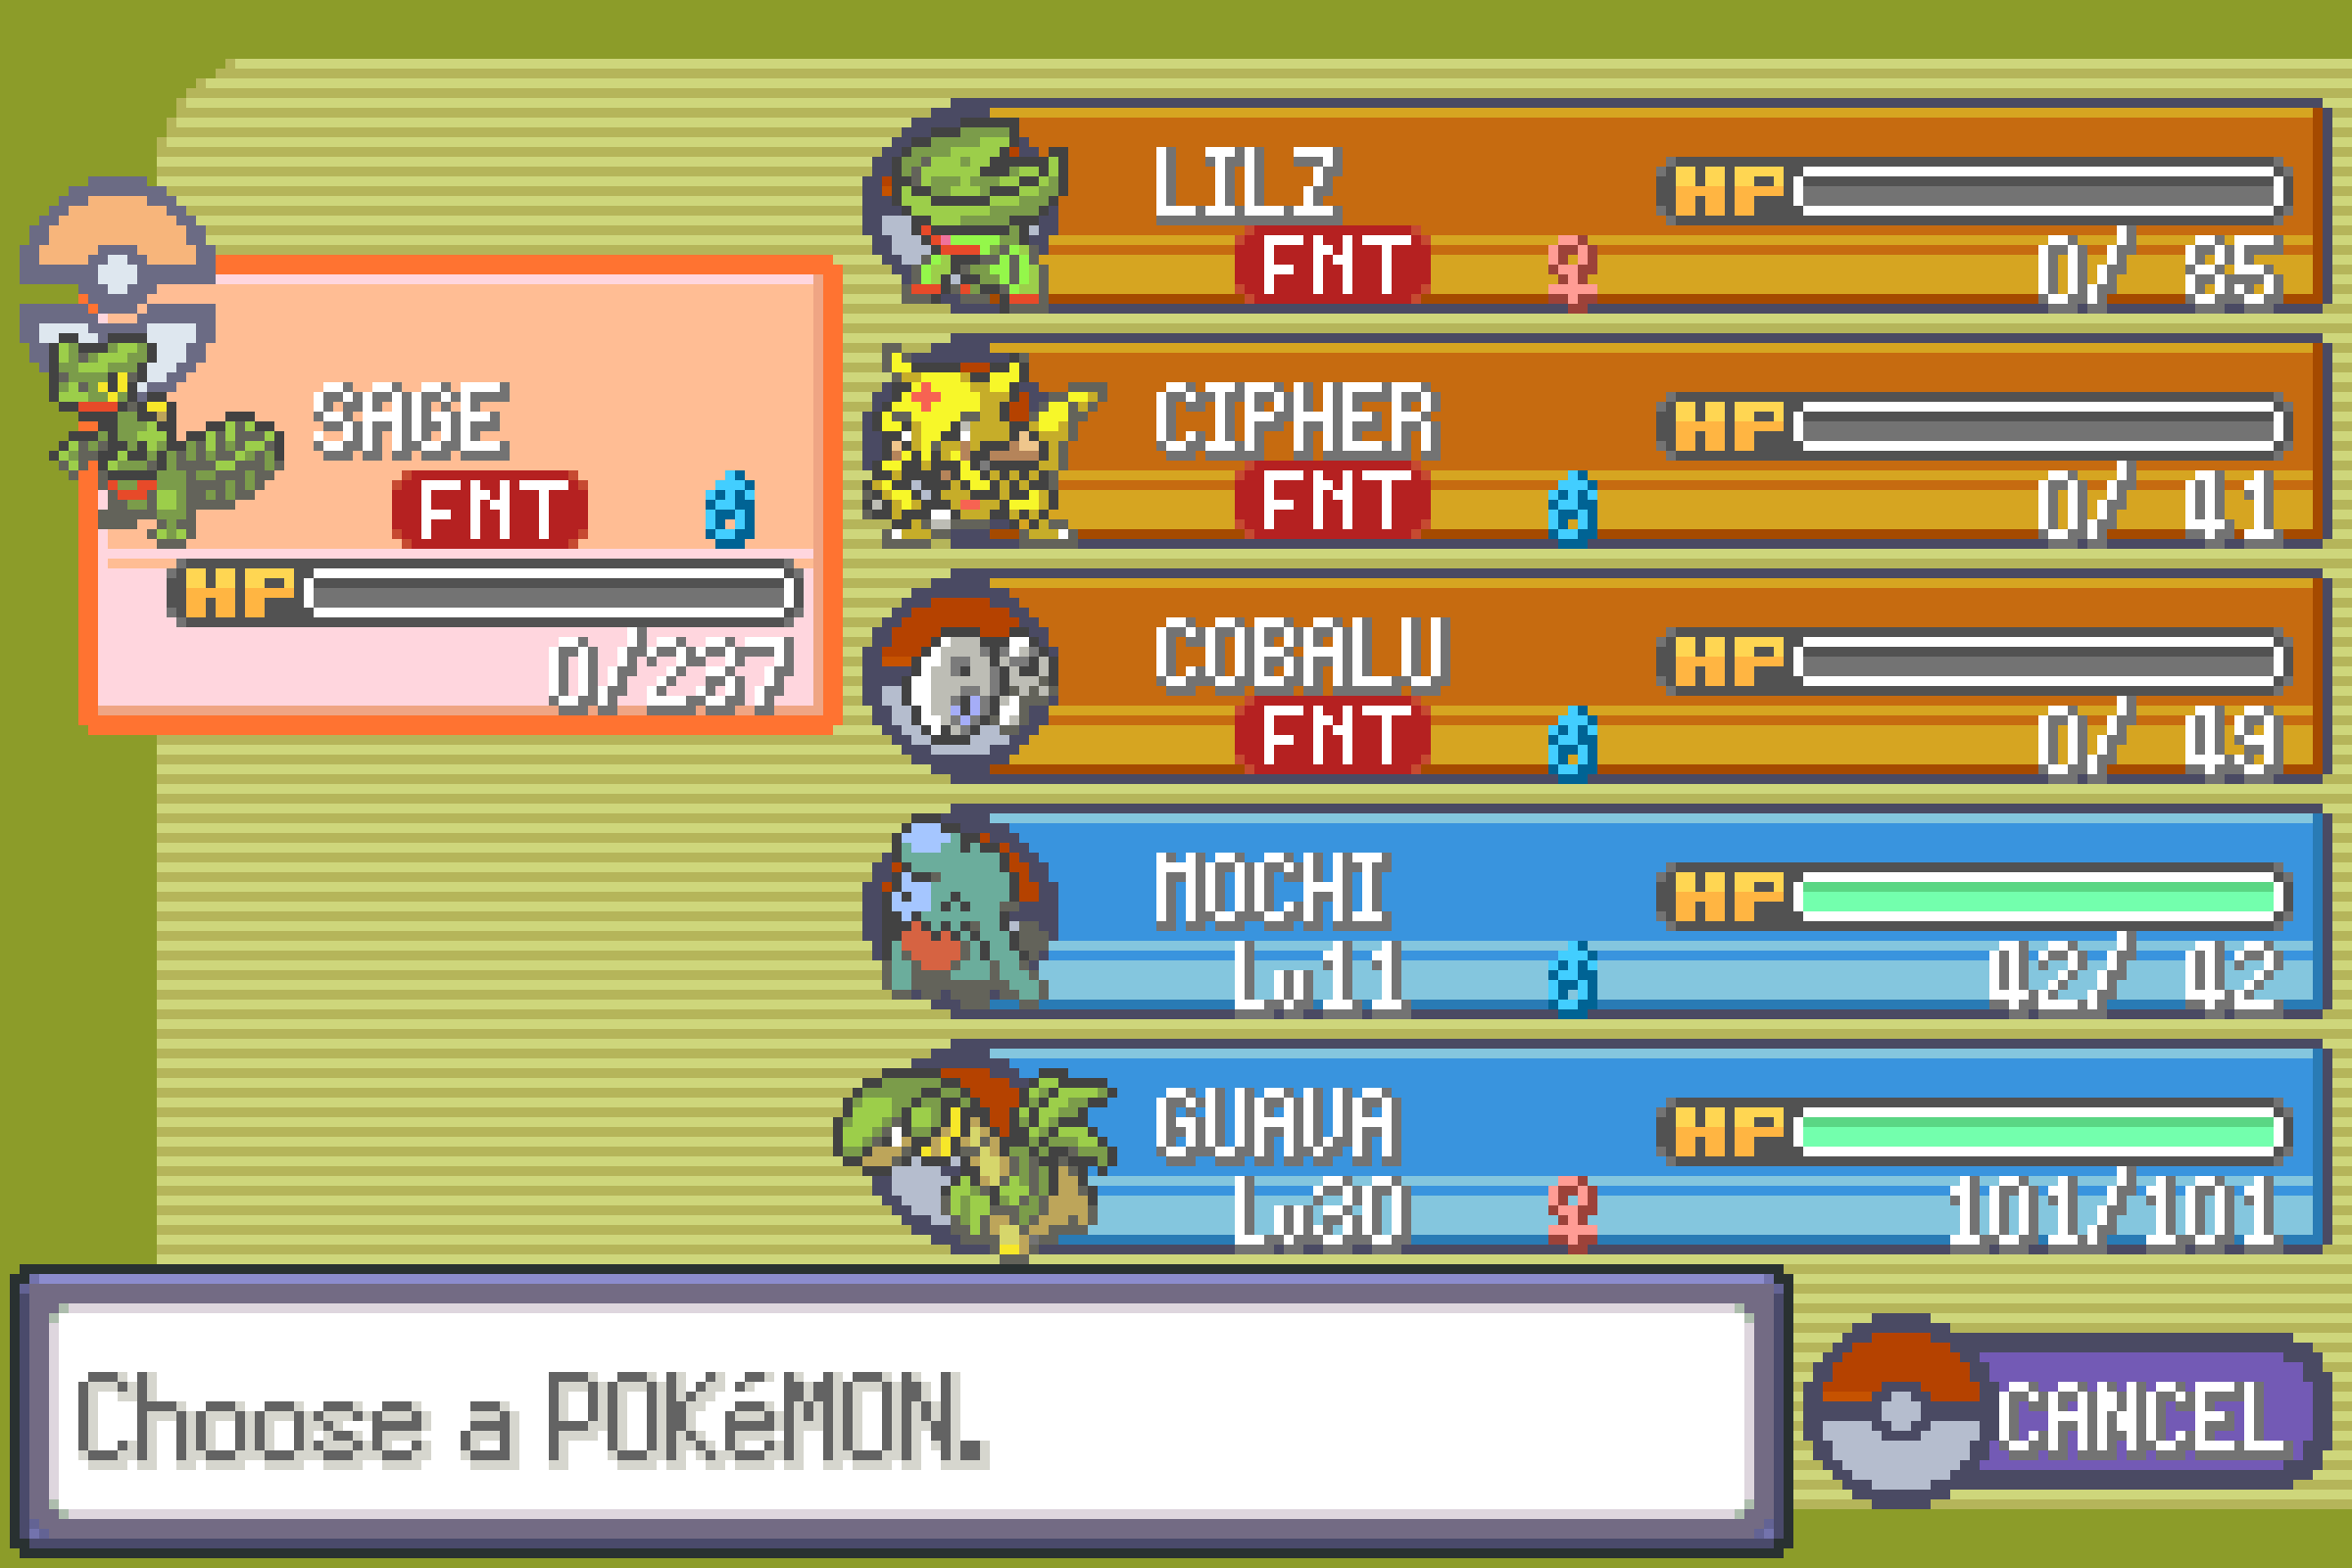 SAGE
FNT ♂
HP
0/237
LILZ
HP
FNT ♀ 0/ 85
CIPHER
HP
FNT ♂ 0/ 41
COBALU
HP
FNT ♂ 0/ 49
MOCHI
HP
Lv11 ♂ 42/ 42
GUAVA
HP
Lv30 ♀ 101/101
Choose a POKéMON.
CANCEL